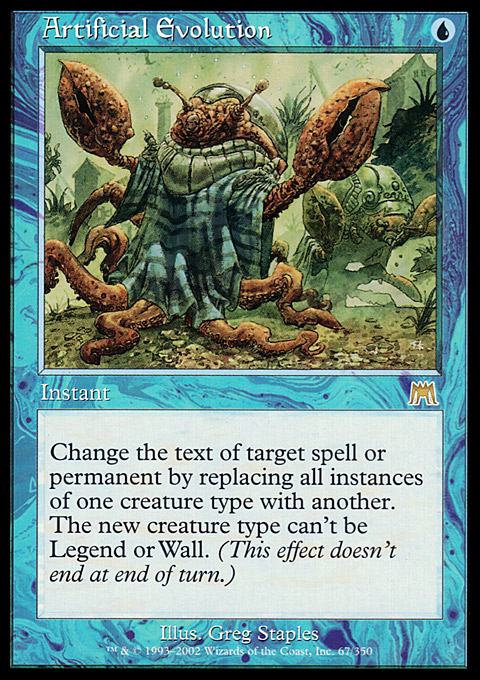 Artificial Evolution
Instant
Change the text of target spell or
permanent by replacing all instances
of one creature type with another.
The new creature type can't be
Legend or Wall. (This effect doesn't
end at end of turn.)
Illus. Greg Staples
™ & © 1993–2002 Wizards of the Coast, Inc. 67/350